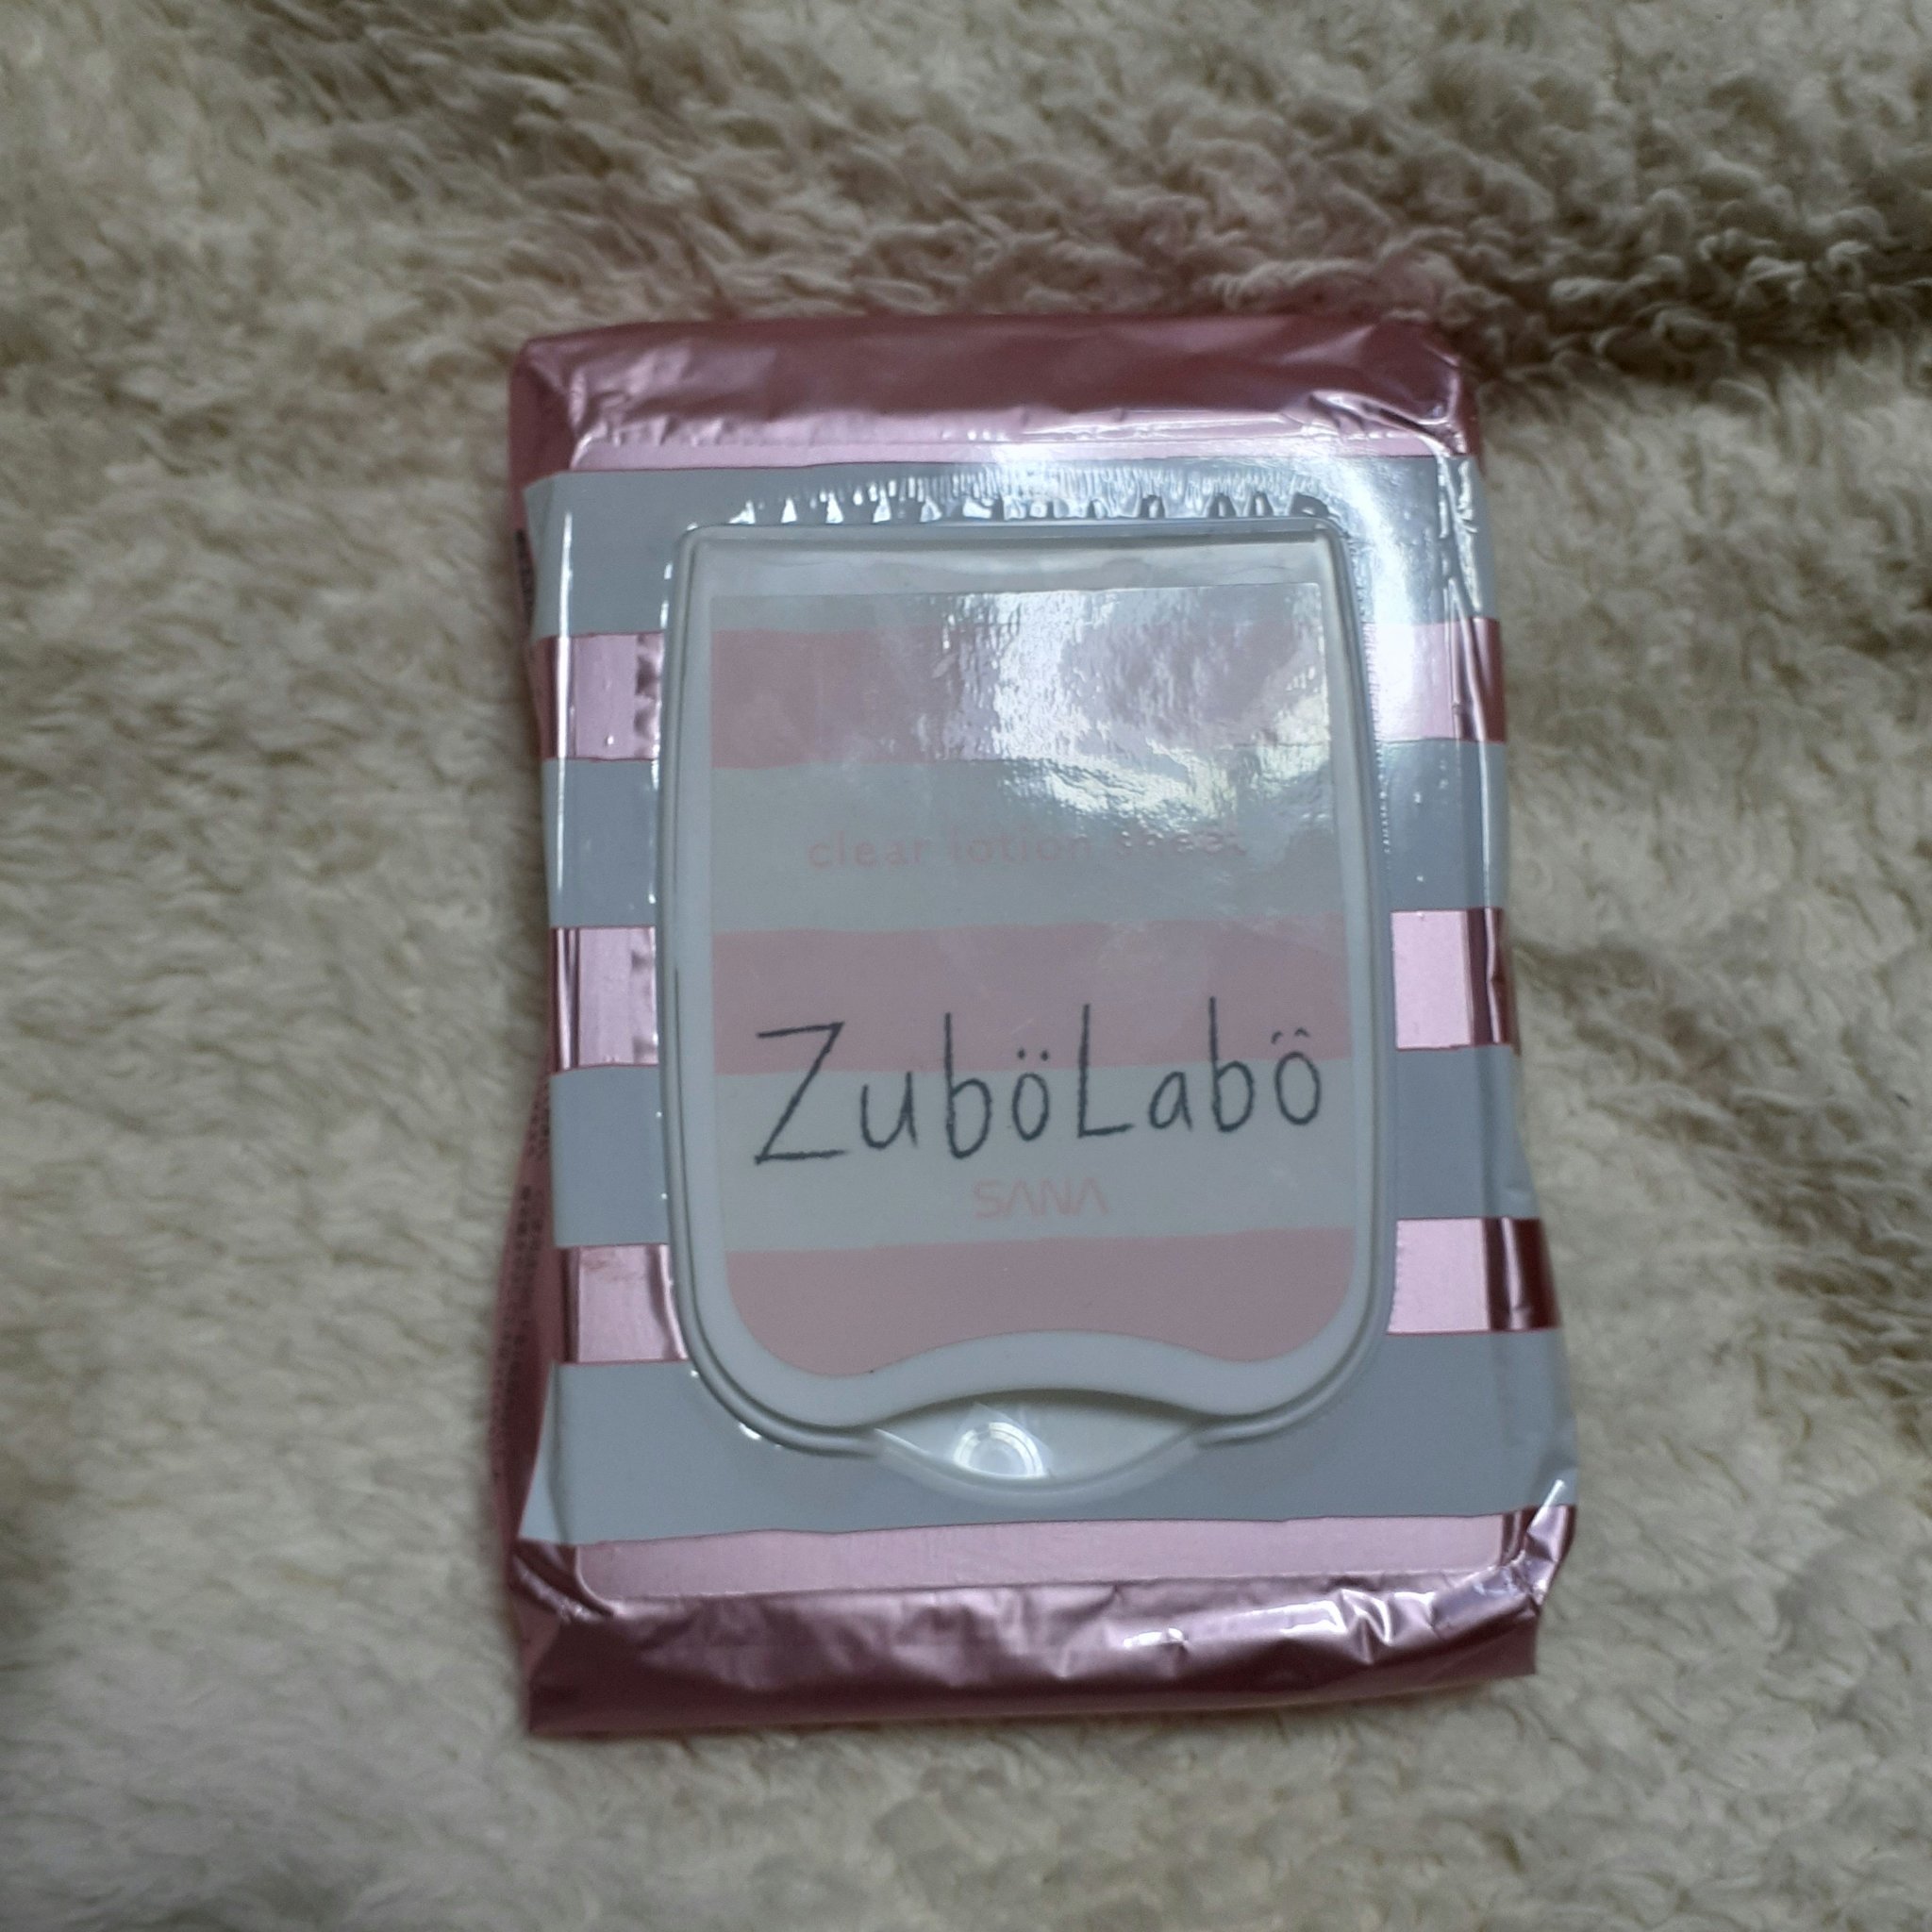 clear lotion sheet
ZuböLabö
SANA